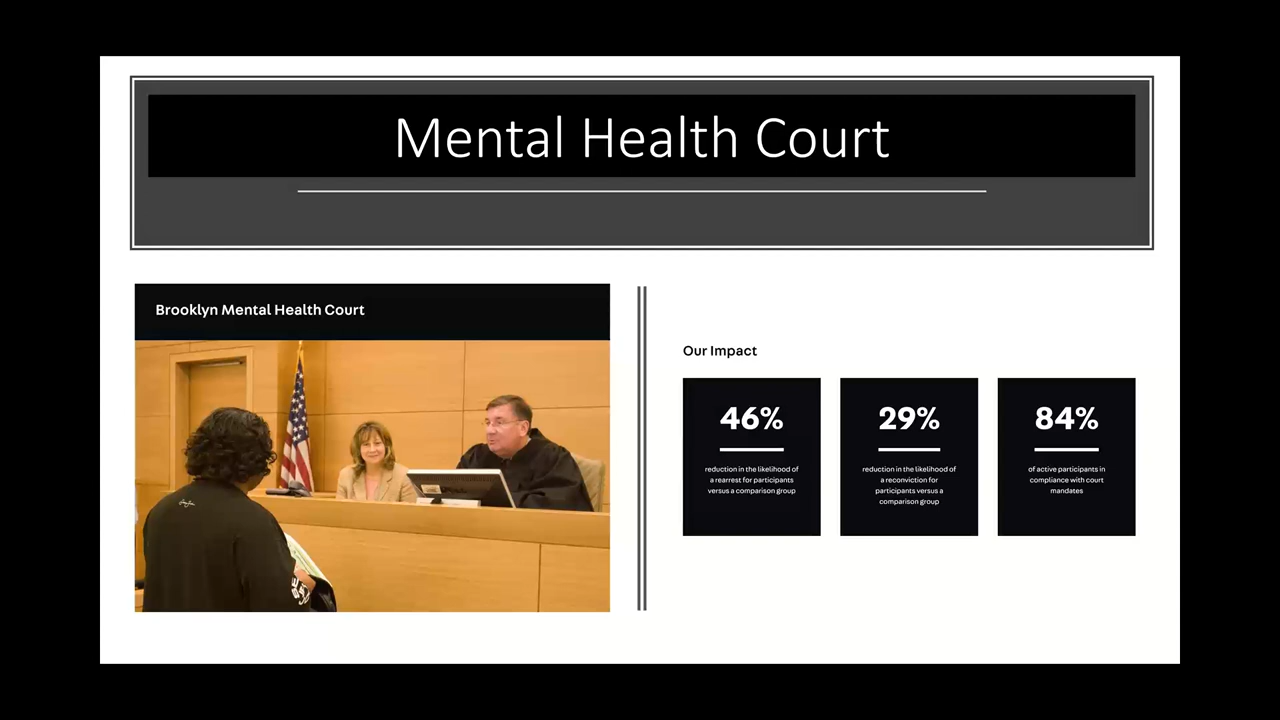 Mental Health Court
Brooklyn Mental Health Court
Our Impact
46%
reduction in the likelihood of
a rearrest for participants
versus a comparison group
29%
reduction in the likelihood of
a reconviction for
participants versus a
comparison group
84%
of active participants in
compliance with court
mandates